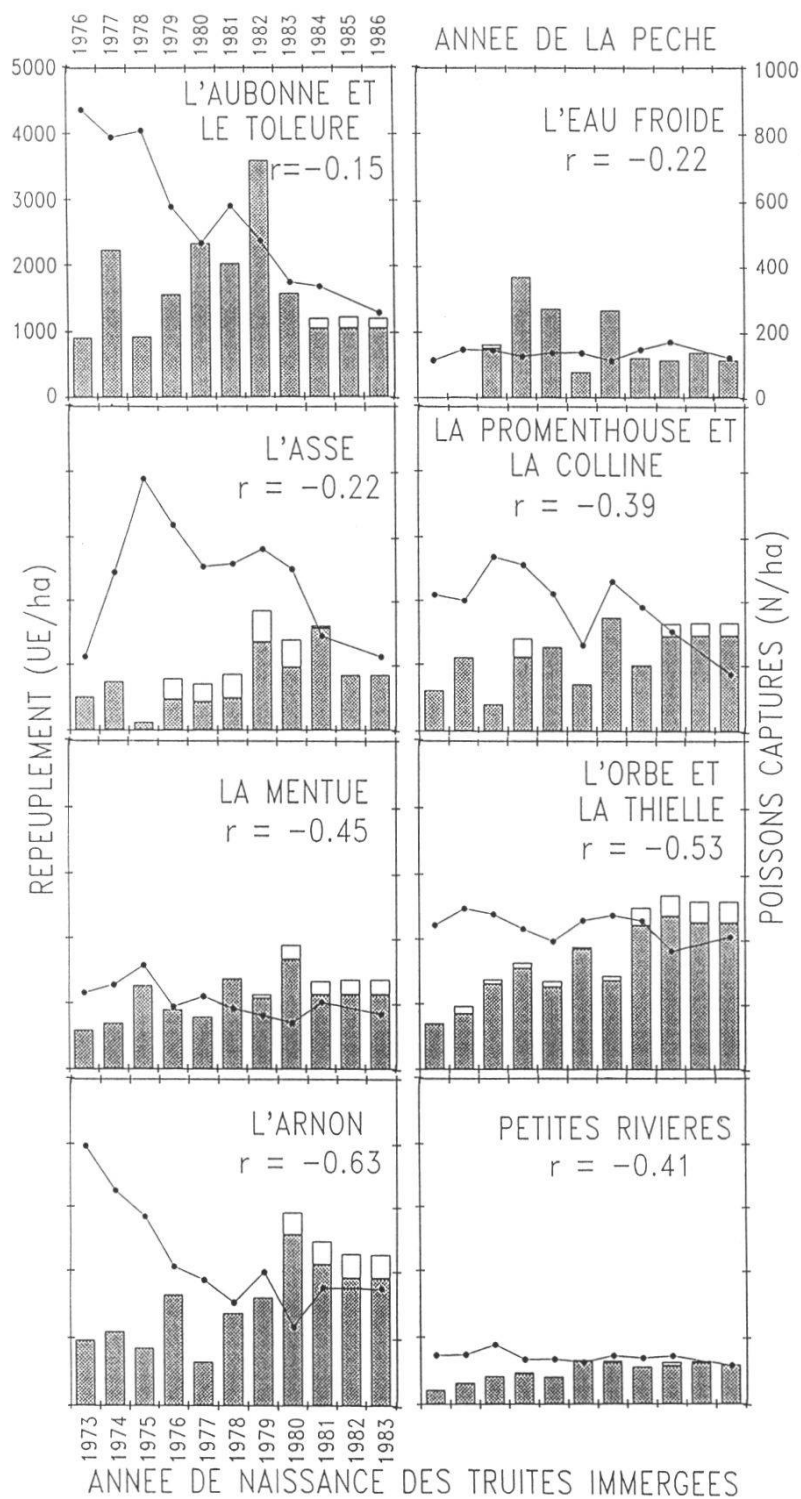 1976 1977 1978 1979 1980 1981 1982 1983 1984 1985 1986
ANNEE DE LA PECHE
5000
4000
3000
2000
1000
0
L'AUBONNE ET
LE TOLEURE
r=-0.15
L'EAU FROIDE
r = -0.22
1000
800
600
400
200
0
L'ASSE
r = -0.22
LA PROMENTHOUSE ET
LA COLLINE
r = -0.39
REPEUPLEMENT (UE/ha)
POISSONS CAPTURES (N/ha)
LA MENTUE
r = -0.45
L'ORBE ET
LA THIELLE
r = -0.53
L'ARNON
r = -0.63
PETITES RIVIERES
r = -0.41
1973 1974 1975 1976 1977 1978 1979 1980 1981 1982 1983
ANNEE DE NAISSANCE DES TRUITES IMMERGEES